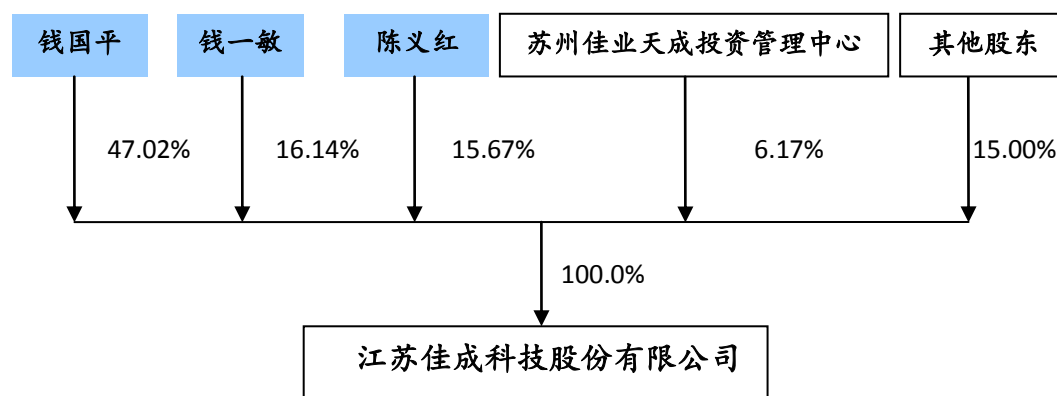 钱国平
钱一敏
陈义红
苏州佳业天成投资管理中心
其他股东
47.02%
16.14%
15.67%
6.17%
15.00%
100.0%
江苏佳成科技股份有限公司